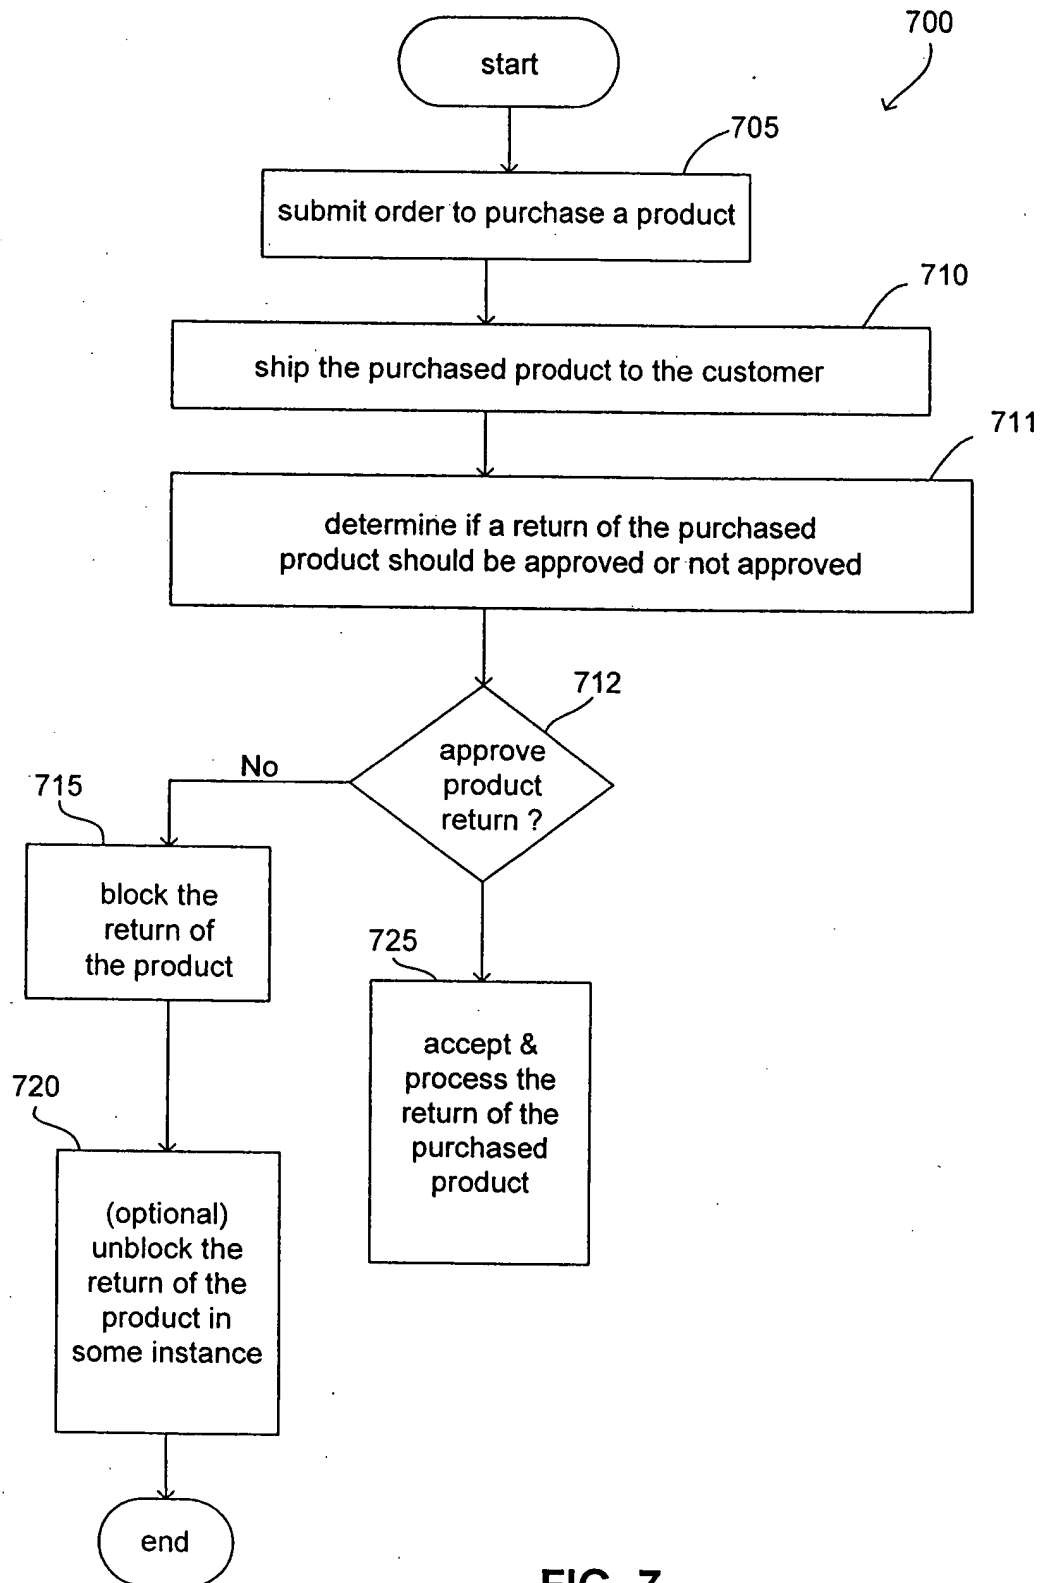 700
start
705
submit order to purchase a product
710
ship the purchased product to the customer
711
determine if a return of the purchased
product should be approved or not approved
712
approve
product
return ?
No
715
block the
return of
the product
725
accept &
process the
return of the
purchased
product
720
(optional)
unblock the
return of the
product in
some instance
end
FIG. 7